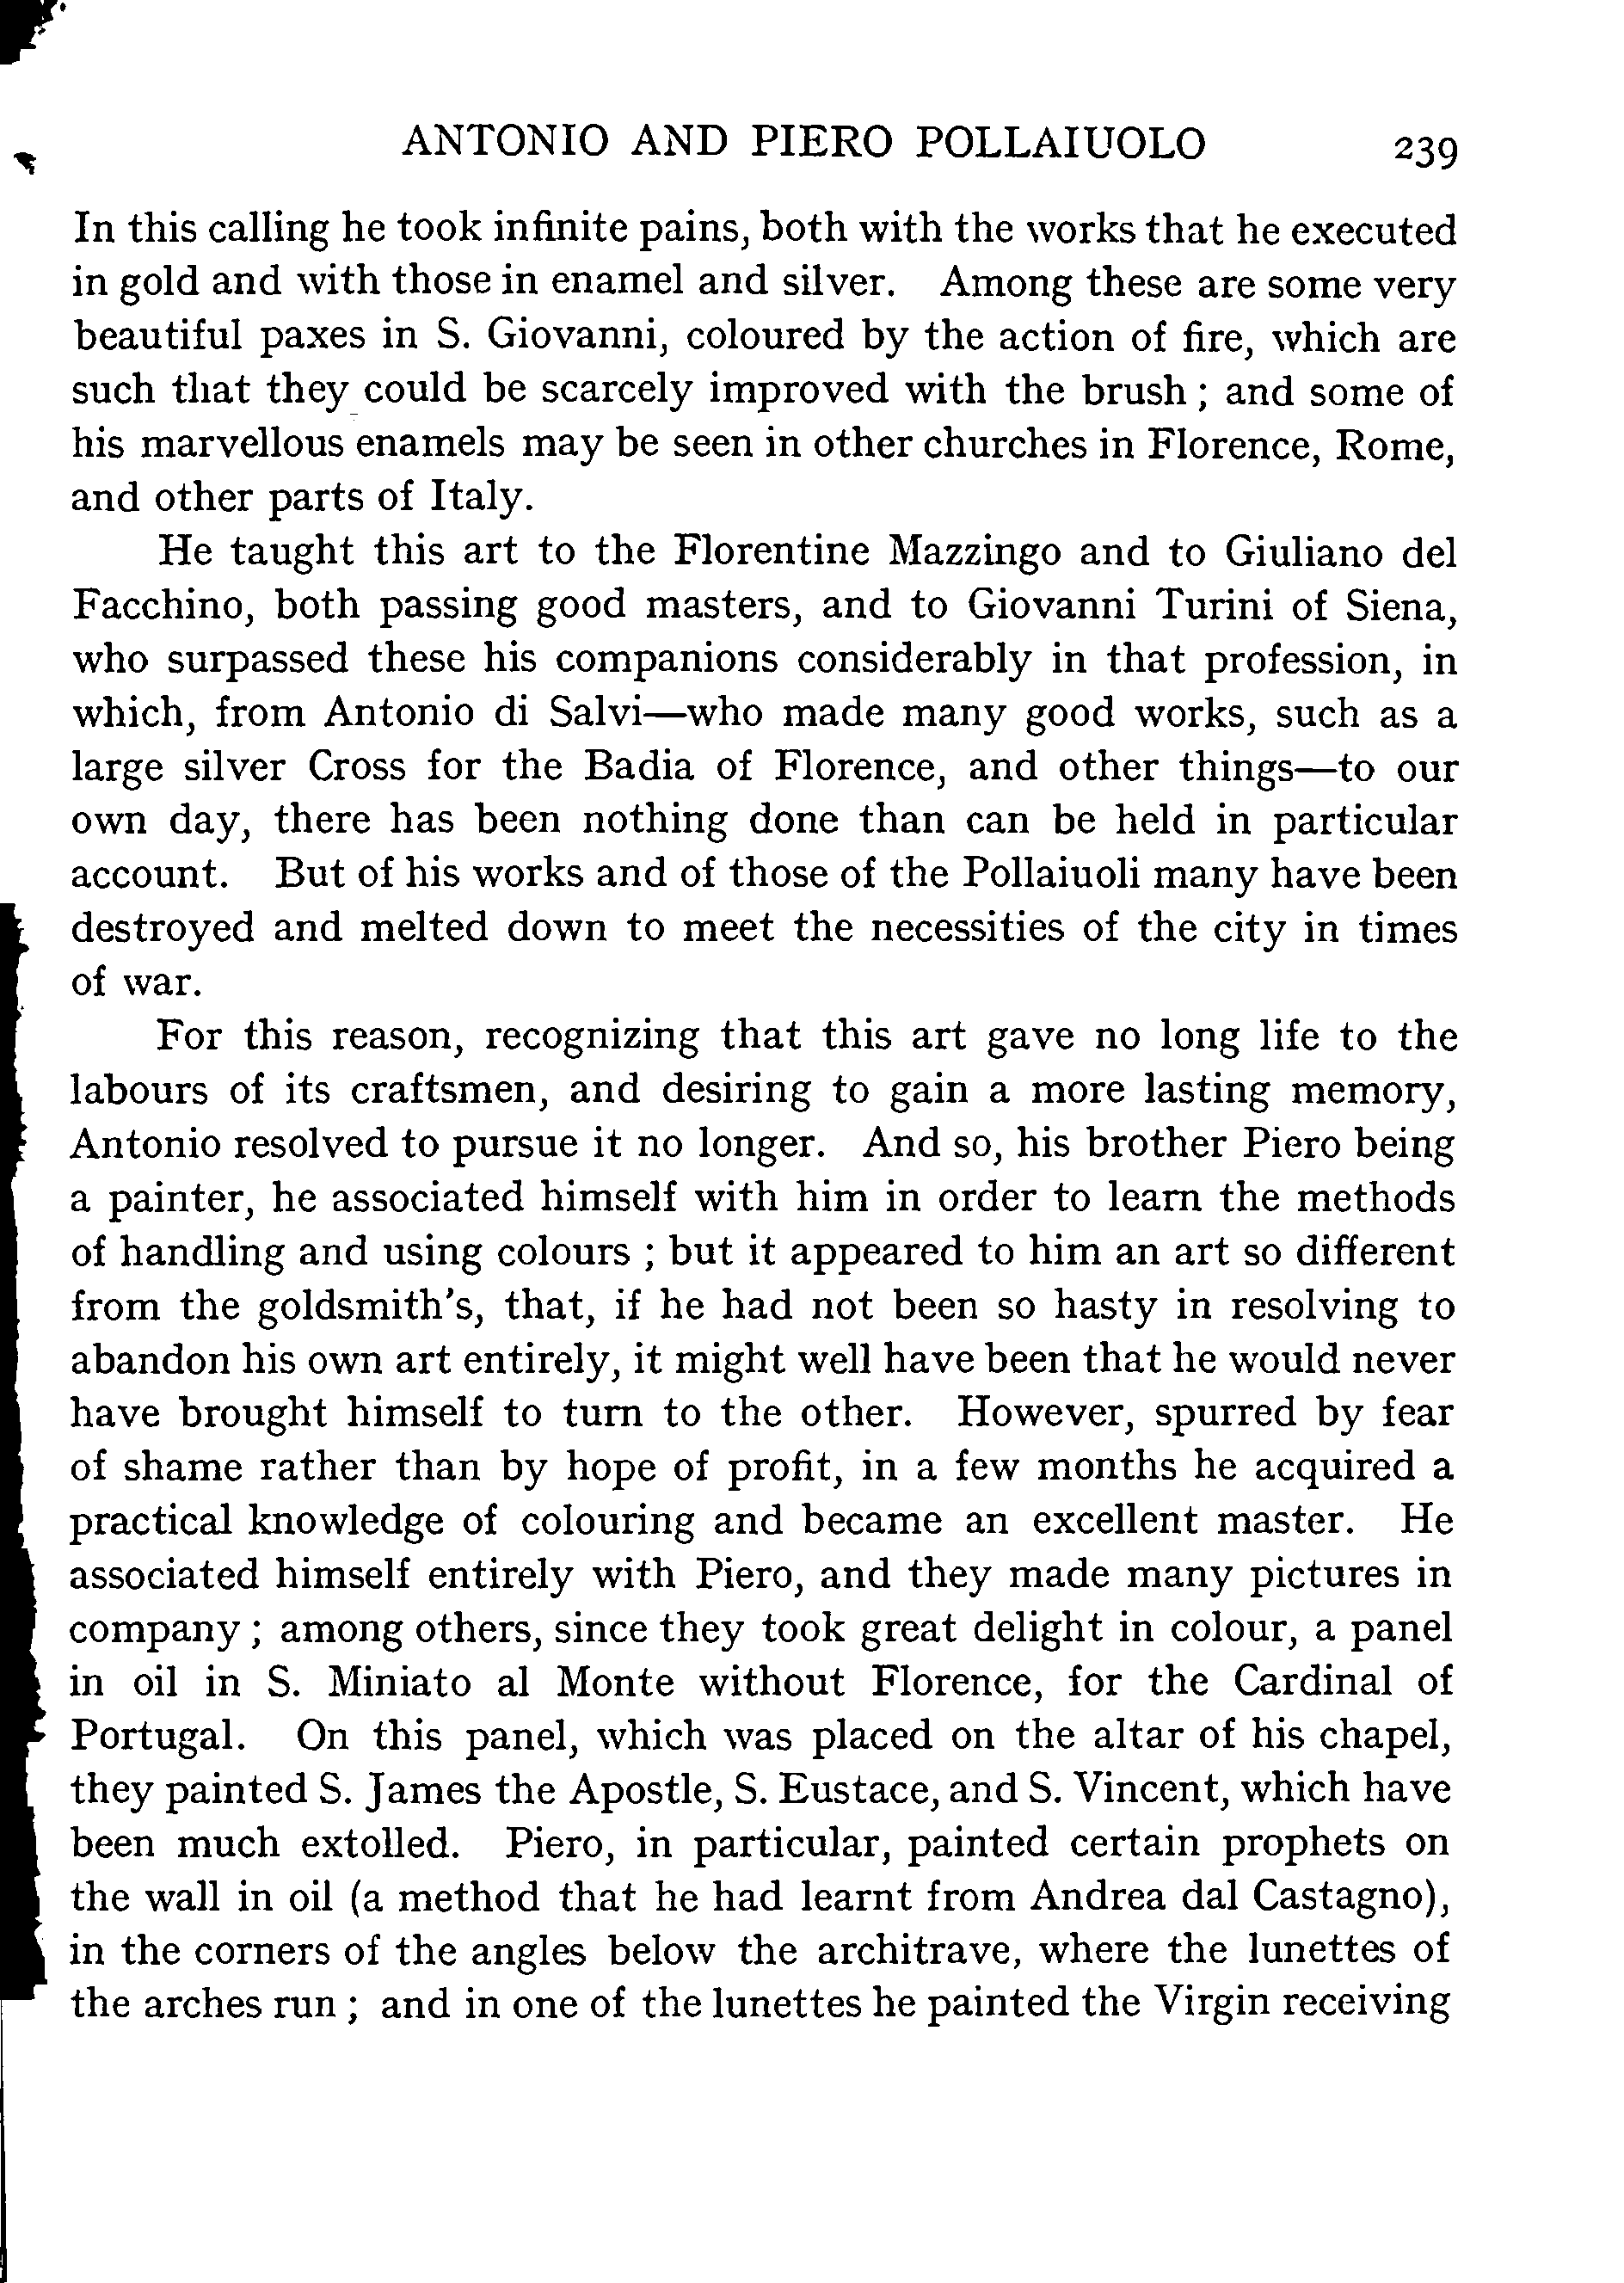 ANTONIO AND PIERO POLLAIUOLO 239
In this calling he took infinite pains, both with the works that he executed
in gold and with those in enamel and silver. Among these are some very
beautiful paxes in S. Giovanni, coloured by the action of fire, which are
such that they could be scarcely improved with the brush ; and some of
his marvellous enamels may be seen in other churches in Florence, Rome,
and other parts of Italy.
He taught this art to the Florentine Mazzingo and to Giuliano del
Facchino, both passing good masters, and to Giovanni Turini of Siena,
who surpassed these his companions considerably in that profession, in
which, from Antonio di Salvi—who made many good works, such as a
large silver Cross for the Badia of Florence, and other things—to our
own day, there has been nothing done than can be held in particular
account. But of his works and of those of the Pollaiuoli many have been
destroyed and melted down to meet the necessities of the city in times
of war.
For this reason, recognizing that this art gave no long life to the
labours of its craftsmen, and desiring to gain a more lasting memory,
Antonio resolved to pursue it no longer. And so, his brother Piero being
a painter, he associated himself with him in order to learn the methods
of handling and using colours ; but it appeared to him an art so different
from the goldsmith's, that, if he had not been so hasty in resolving to
abandon his own art entirely, it might well have been that he would never
have brought himself to turn to the other. However, spurred by fear
of shame rather than by hope of profit, in a few months he acquired a
practical knowledge of colouring and became an excellent master. He
associated himself entirely with Piero, and they made many pictures in
company ; among others, since they took great delight in colour, a panel
in oil in S. Miniato al Monte without Florence, for the Cardinal of
Portugal. On this panel, which was placed on the altar of his chapel,
they painted S. James the Apostle, S. Eustace, and S. Vincent, which have
been much extolled. Piero, in particular, painted certain prophets on
the wall in oil (a method that he had learnt from Andrea dal Castagno),
in the corners of the angles below the architrave, where the lunettes of
the arches run ; and in one of the lunettes he painted the Virgin receiving